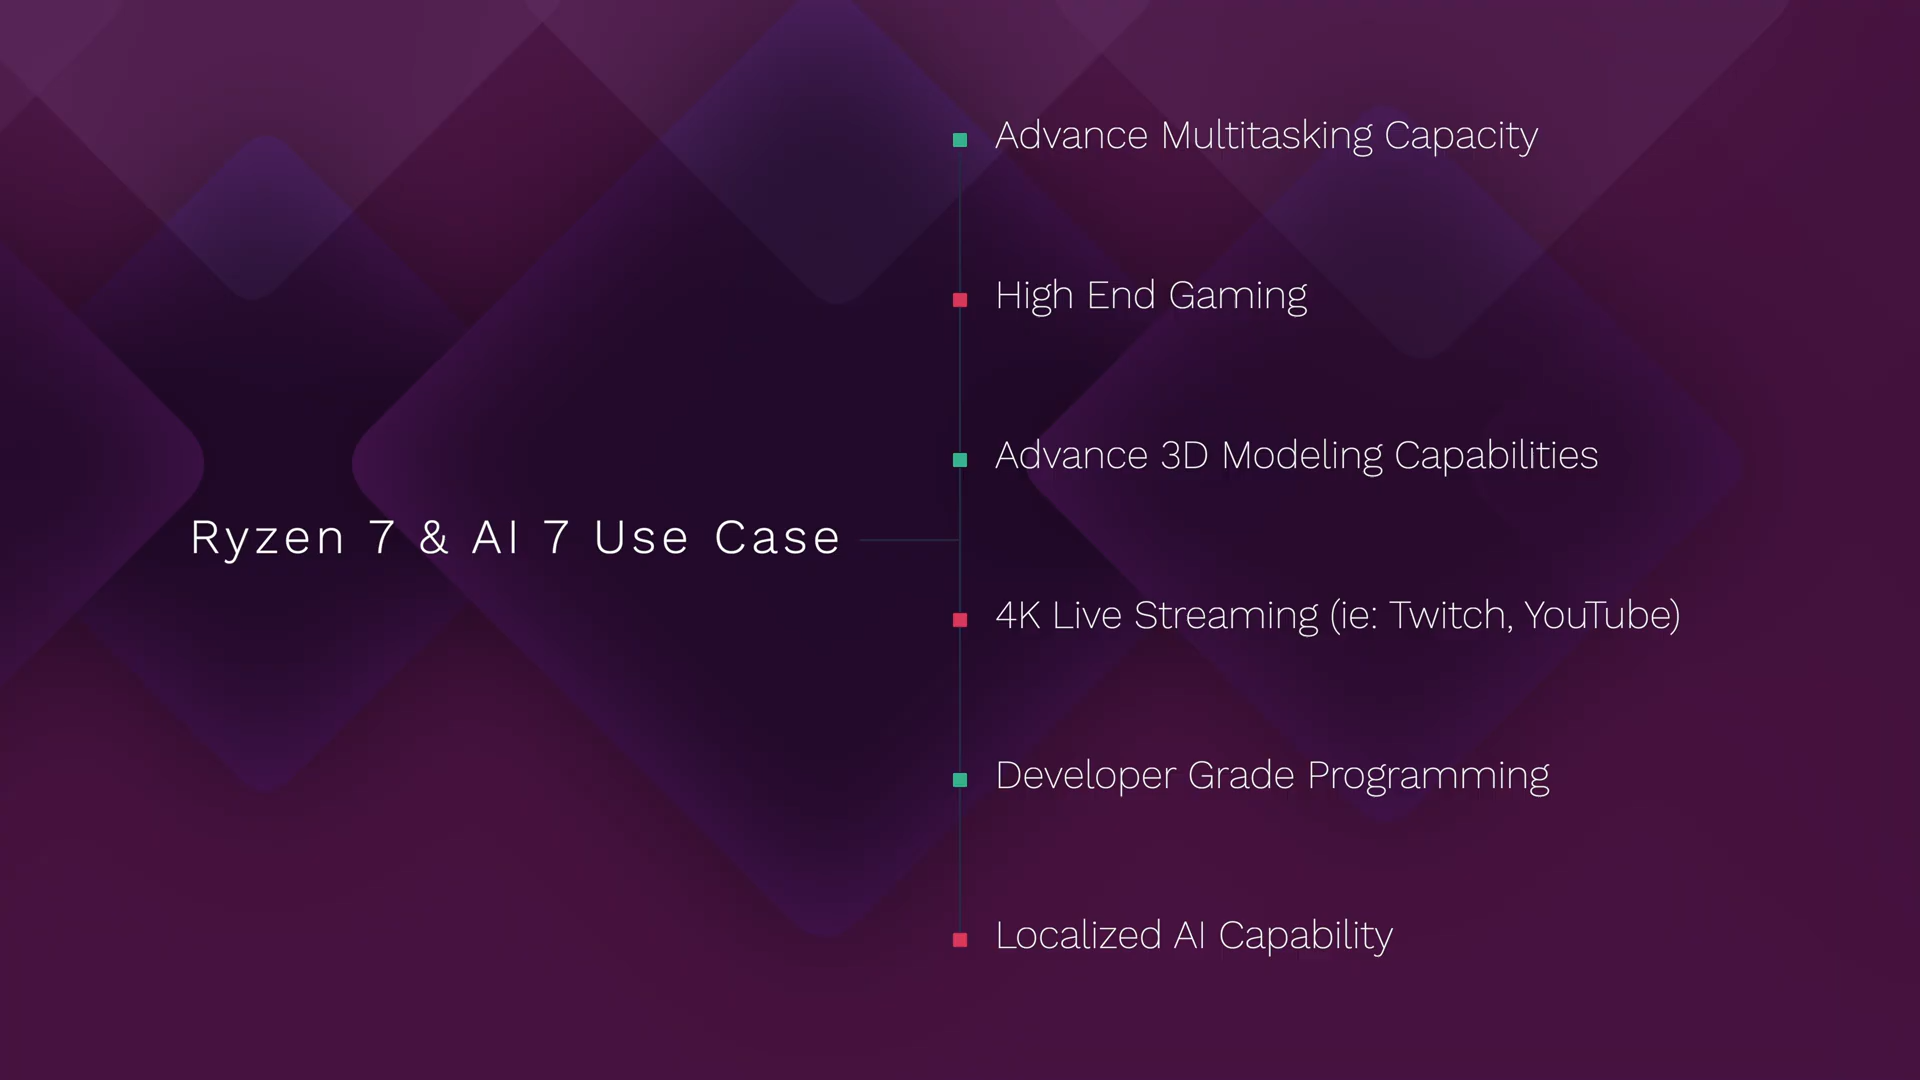 Ryzen 7 & AI 7 Use Case
Advance Multitasking Capacity
High End Gaming
Advance 3D Modeling Capabilities
4K Live Streaming (ie: Twitch, YouTube)
Developer Grade Programming
Localized AI Capability